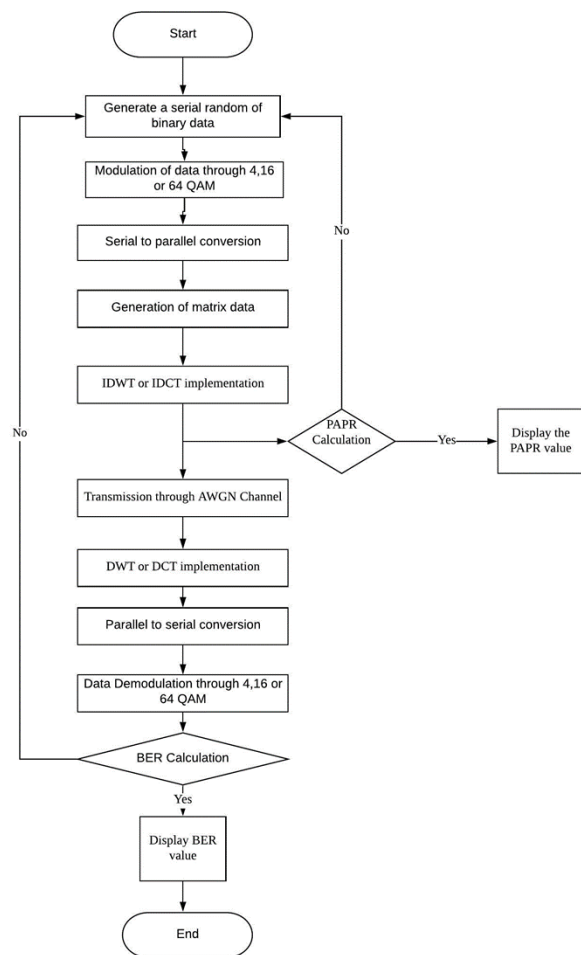 Start
Generate a serial random of
binary data
Modulation of data through 4,16
or 64 QAM
No
Serial to parallel conversion
Generation of matrix data
IDWT or IDCT implementation
No
PAPR
Calculation
Yes
Display the
PAPR value
Transmission through AWGN Channel
DWT or DCT implementation
Parallel to serial conversion
Data Demodulation through 4,16 or
64 QAM
BER Calculation
Yes
Display BER
value
End